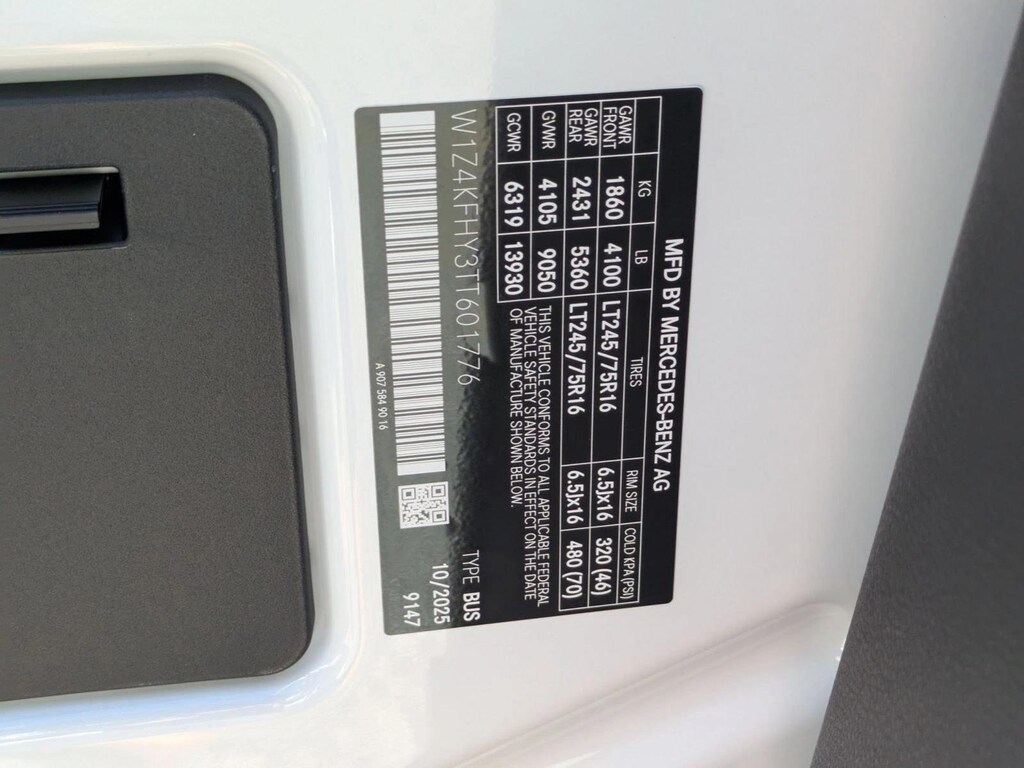 MFD BY MERCEDES-BENZ AG
KG LB TIRES RIM SIZE COLD KPA(PSI)
GAWR FRONT 1860 4100 LT245/75R16 6.5Jx16 320 (46)
GAWR REAR 2431 5360 LT245/75R16 6.5Jx16 480 (70)
GVWR 4105 9050
GCWR 6319 13930
THIS VEHICLE CONFORMS TO ALL APPLICABLE FEDERAL
VEHICLE SAFETY STANDARDS IN EFFECT ON THE DATE
OF MANUFACTURE SHOWN BELOW.
W1Z4KFHY3TT601776 TYPE BUS
10/2025
9147
A 907 584 90 16